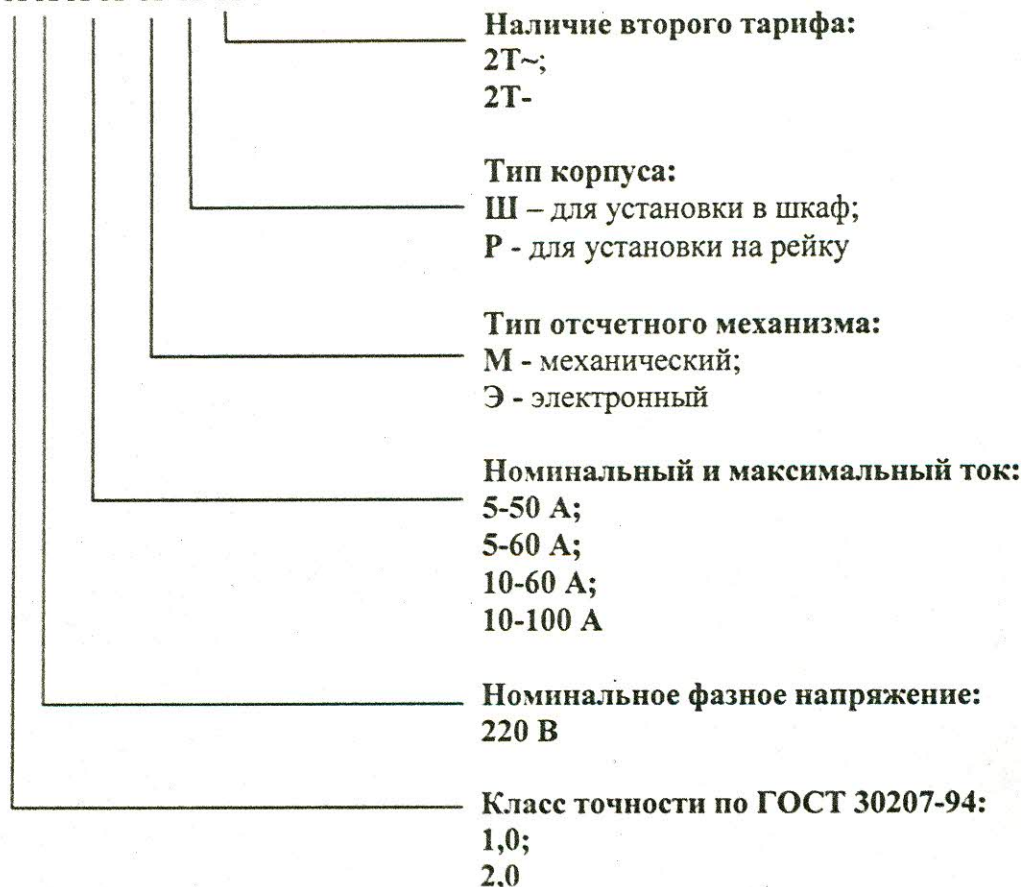 Наличие второго тарифа:
2Т~;
2Т-
Тип корпуса:
Ш – для установки в шкаф;
Р - для установки на рейку
Тип отсчетного механизма:
М - механический;
Э - электронный
Номинальный и максимальный ток:
5-50 А;
5-60 А;
10-60 А;
10-100 А
Номинальное фазное напряжение:
220 В
Класс точности по ГОСТ 30207-94:
1,0;
2,0